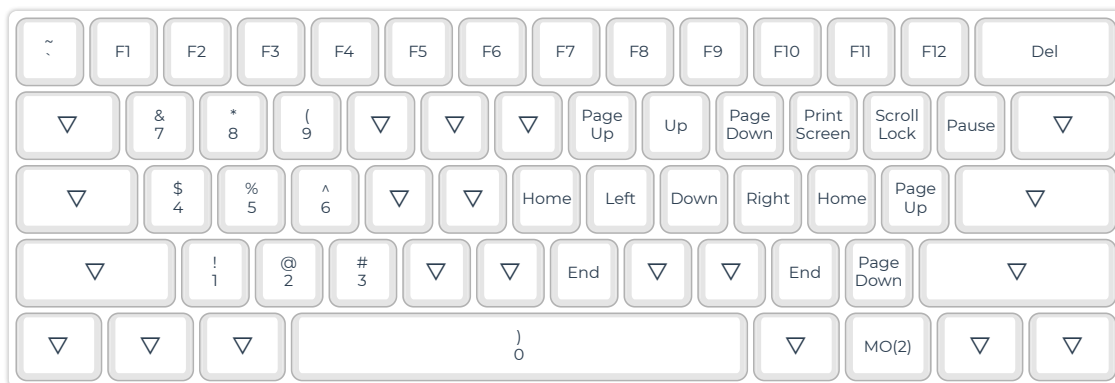 ~
` F1 F2 F3 F4 F5 F6 F7 F8 F9 F10 F11 F12 Del
▽ &
7 *
8 (
9 ▽ ▽ ▽ Page
Up Up Page
Down Print
Screen Scroll
Lock Pause ▽
▽ $
4 %
5 ^
6 ▽ ▽ Home Left Down Right Home Page
Up ▽
▽ !
1 @
2 #
3 ▽ ▽ End ▽ ▽ End Page
Down ▽
▽ ▽ ▽ )
0 ▽ MO(2) ▽ ▽